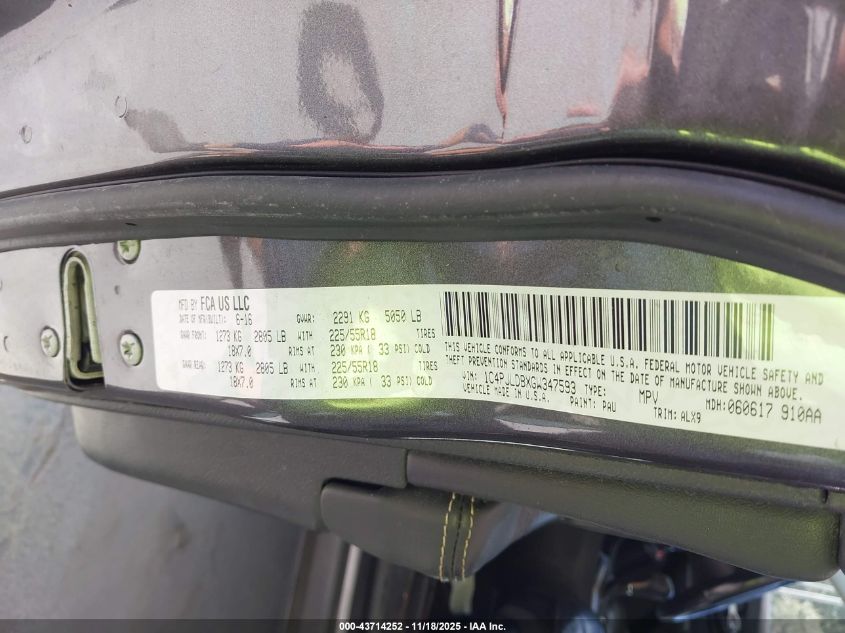 MFD BY FCA US LLC
DATE OF MFR(BUILT): 6-16 GVWR: 2291 KG 5050 LB
GAWR FRONT: 1273 KG 2805 LB WITH 225/55R18 TIRES
18X7.0 RIMS AT 230 KPA ( 33 PSI) COLD
GAWR REAR: 1273 KG 2805 LB WITH 225/55R18 TIRES
18X7.0 RIMS AT 230 KPA ( 33 PSI) COLD
THIS VEHICLE CONFORMS TO ALL APPLICABLE U.S.A. FEDERAL MOTOR VEHICLE SAFETY AND
THEFT PREVENTION STANDARDS IN EFFECT ON THE DATE OF MANUFACTURE SHOWN ABOVE.
VIN: 1C4PJLDBXGW347593 TYPE: MPV MDH:060617 910AA
VEHICLE MADE IN U.S.A. PAINT: PAU TRIM: ALX9
000-43714252 | 11/18/2025 - IAA Inc.